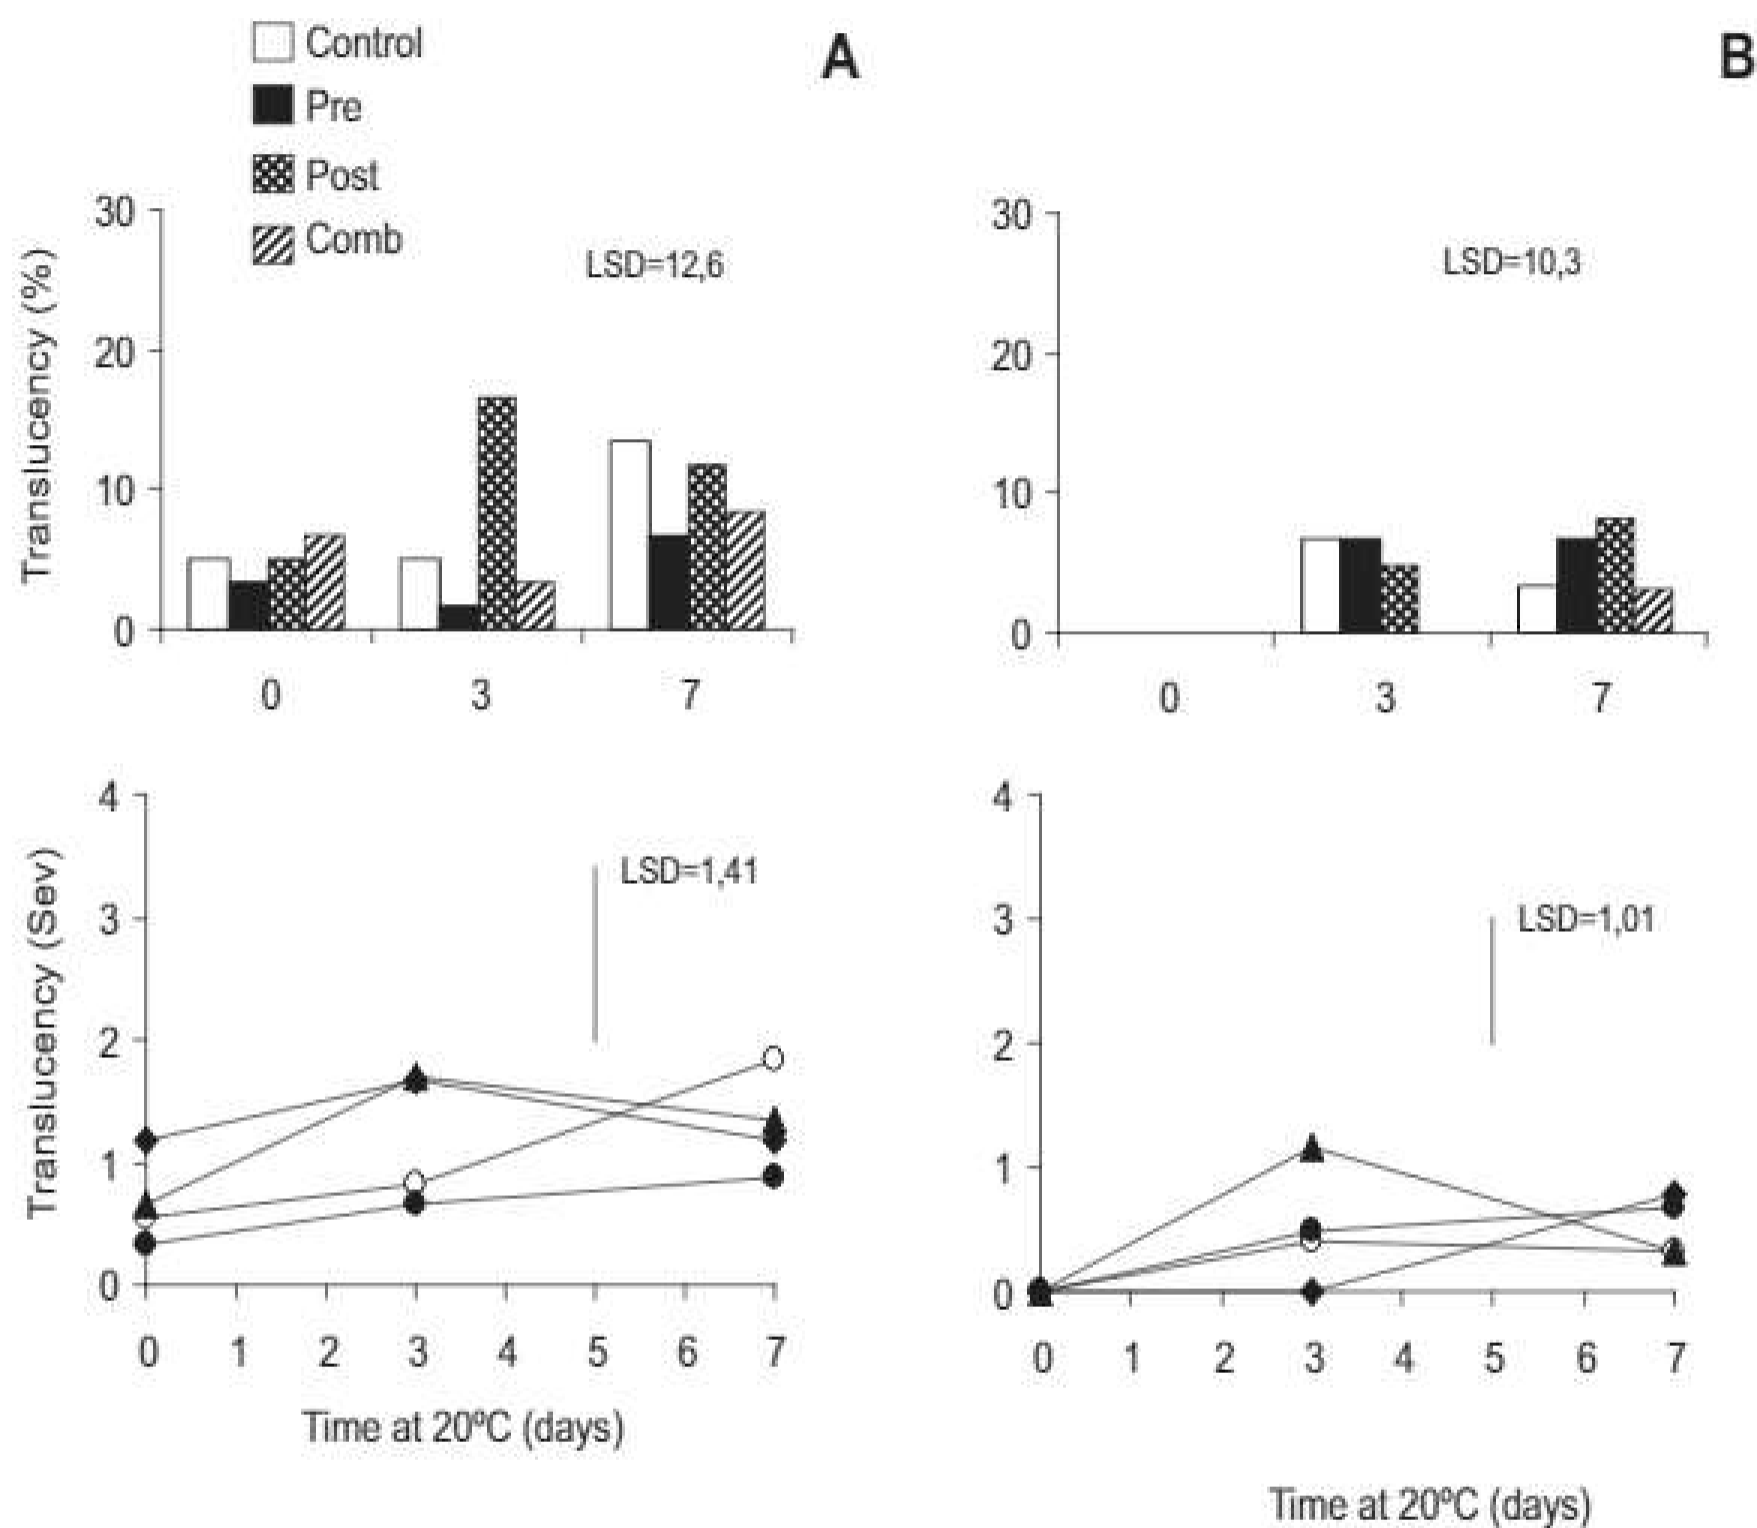 Control
Pre
Post
Comb
A
B
Translucency (%)
30
20
10
0
LSD=12,6
0 3 7
30
20
10
0
LSD=10,3
0 3 7
Translucency (Sev)
4
3
2
1
0
LSD=1,41
0 1 2 3 4 5 6 7
Time at 20ºC (days)
4
3
2
1
0
LSD=1,01
0 1 2 3 4 5 6 7
Time at 20ºC (days)